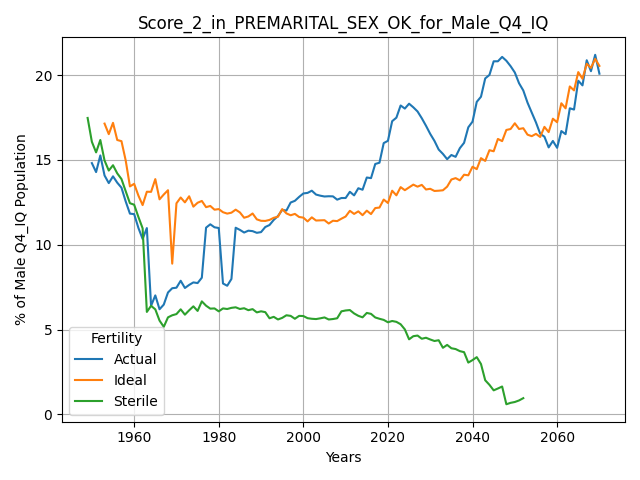 Score_2_in_PREMARITAL_SEX_OK_for_Male_Q4_IQ
% of Male Q4_IQ Population
20
15
10
5
0
Fertility
Actual
Ideal
Sterile
1960 1980 2000 2020 2040 2060
Years